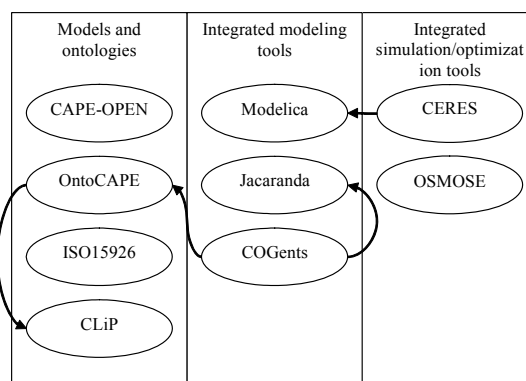 Models and
ontologies
CAPE-OPEN
OntoCAPE
ISO15926
CLiP
Integrated modeling
tools
Modelica
Jacaranda
COGents
Integrated
simulation/optimizat
ion tools
CERES
OSMOSE